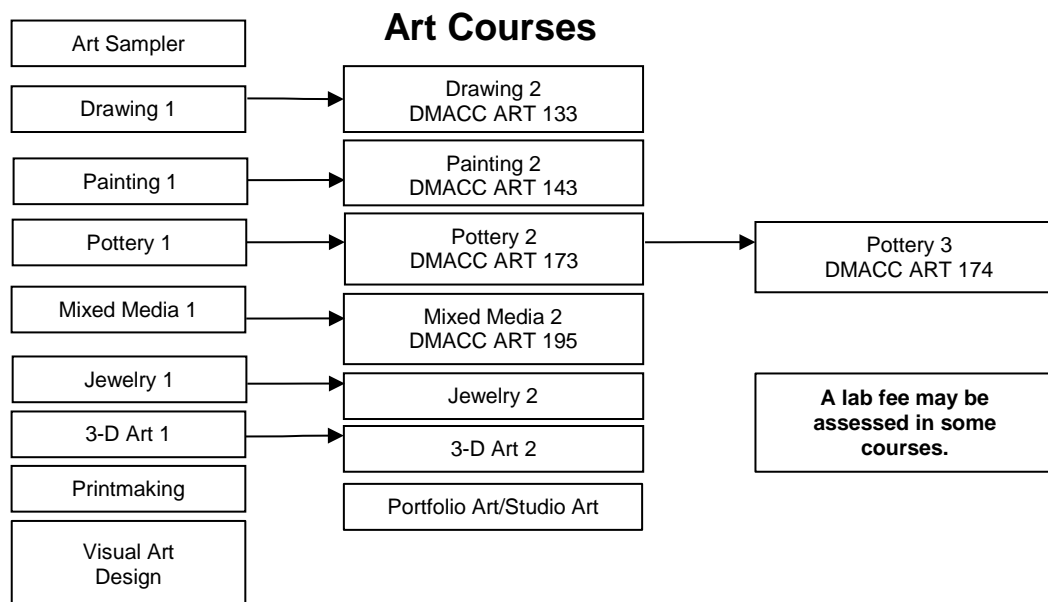 Art Courses
Art Sampler
Drawing 1
Drawing 2
DMACC ART 133
Painting 1
Painting 2
DMACC ART 143
Pottery 1
Pottery 2
DMACC ART 173
Pottery 3
DMACC ART 174
Mixed Media 1
Mixed Media 2
DMACC ART 195
Jewelry 1
Jewelry 2
A lab fee may be
assessed in some
courses.
3-D Art 1
3-D Art 2
Printmaking
Portfolio Art/Studio Art
Visual Art
Design